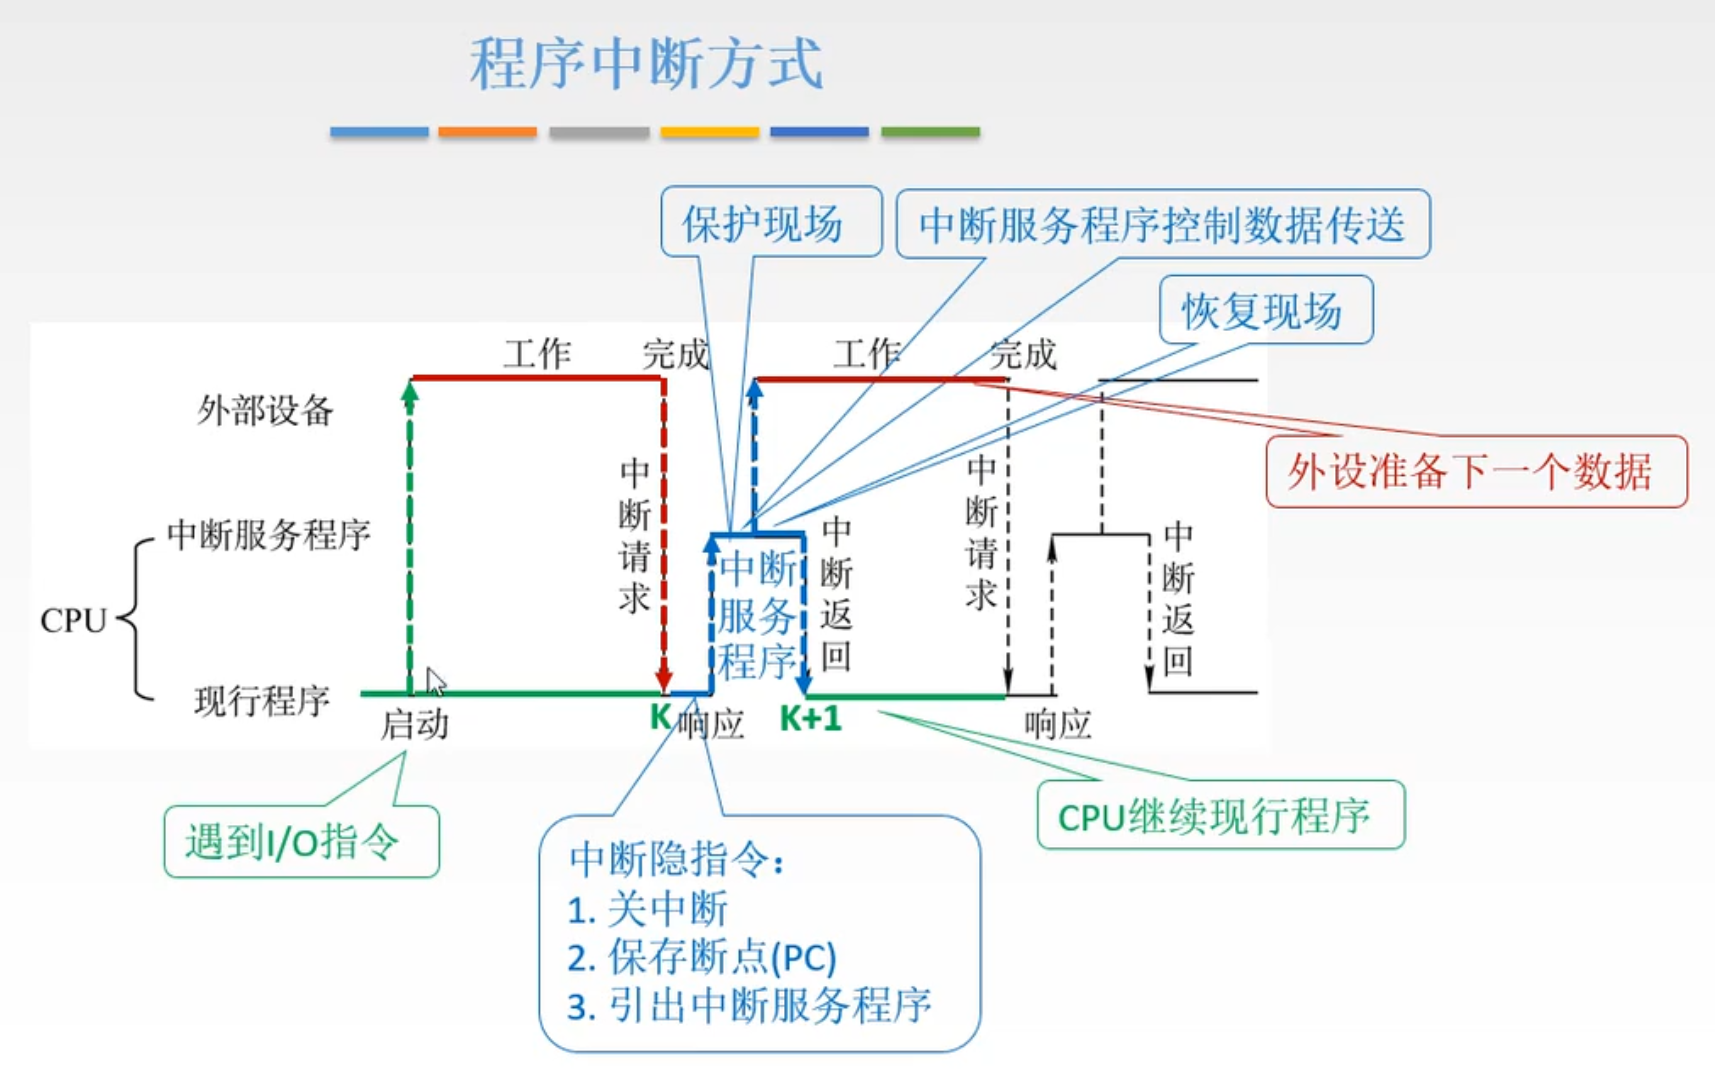 程序中断方式
保护现场
中断服务程序控制数据传送
恢复现场
工作
完成
工作
完成
外部设备
外设准备下一个数据
中断请求
中断请求
中断服务程序
中断服务程序
中断返回
中断返回
CPU
现行程序
启动
K
响应
K+1
响应
遇到I/O指令
CPU继续现行程序
中断隐指令：
1. 关中断
2. 保存断点(PC)
3. 引出中断服务程序